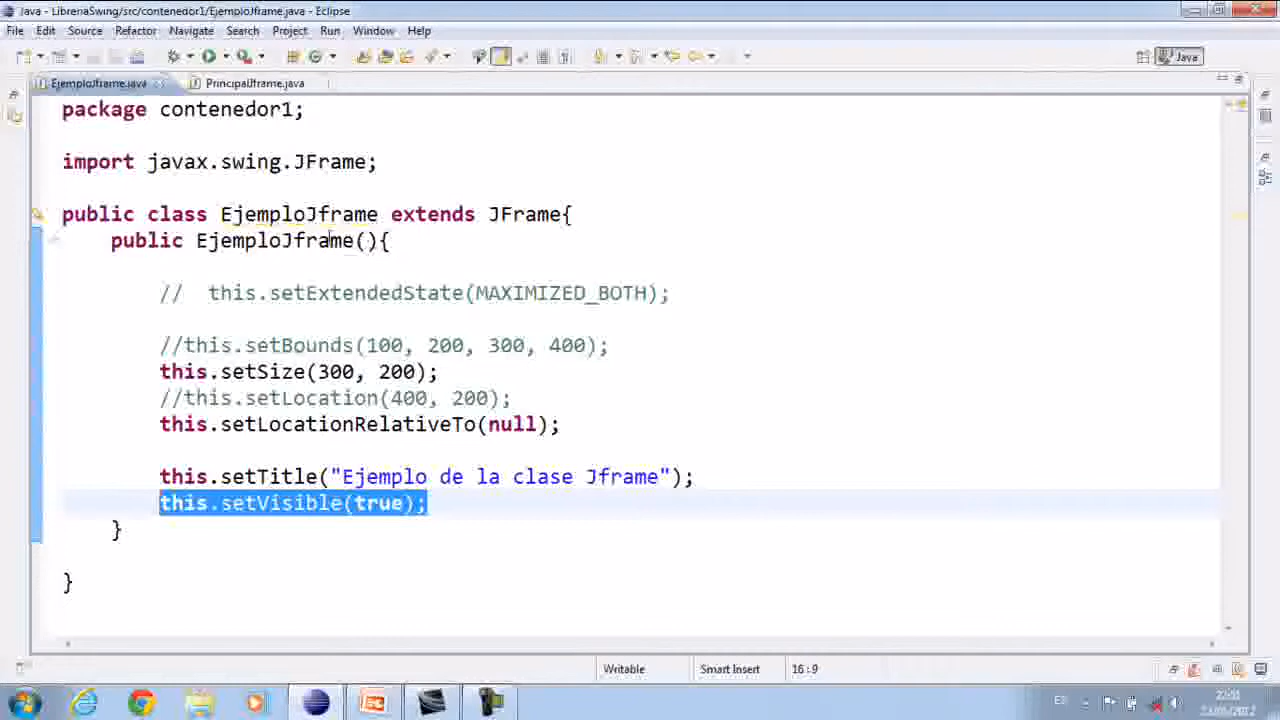 Java - LibreriaSwing/src/contenedor1/EjemploJframe.java - Eclipse
File Edit Source Refactor Navigate Search Project Run Window Help
Java
EjemploJframe.java PrincipalJframe.java
package contenedor1;
import javax.swing.JFrame;
public class EjemploJframe extends JFrame{
public EjemploJframe(){
// this.setExtendedState(MAXIMIZED_BOTH);
//this.setBounds(100, 200, 300, 400);
this.setSize(300, 200);
//this.setLocation(400, 200);
this.setLocationRelativeTo(null);
this.setTitle("Ejemplo de la clase Jframe");
this.setVisible(true);
}
}
Writable Smart Insert 16:9